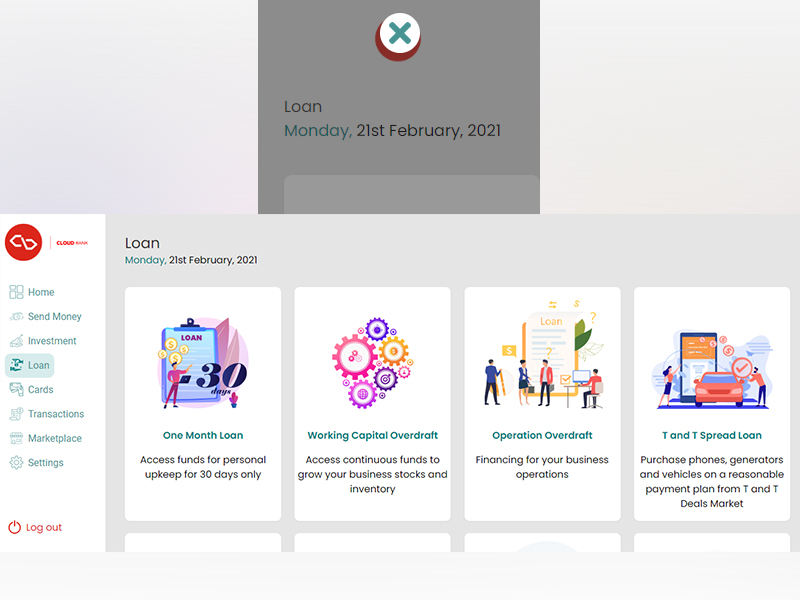 Loan
Monday, 21st February, 2021
CLOUD BANK
Loan
Monday, 21st February, 2021
Home
Send Money
Investment
Loan
Cards
Transactions
Marketplace
Settings
Log out
LOAN
$
$
$
-30
days
One Month Loan
Access funds for personal
upkeep for 30 days only
Working Capital Overdraft
Access continuous funds to
grow your business stocks and
inventory
$
?
Loan
$
?
Operation Overdraft
Financing for your business
operations
T and T Spread Loan
Purchase phones, generators
and vehicles on a reasonable
payment plan from T and T
Deals Market